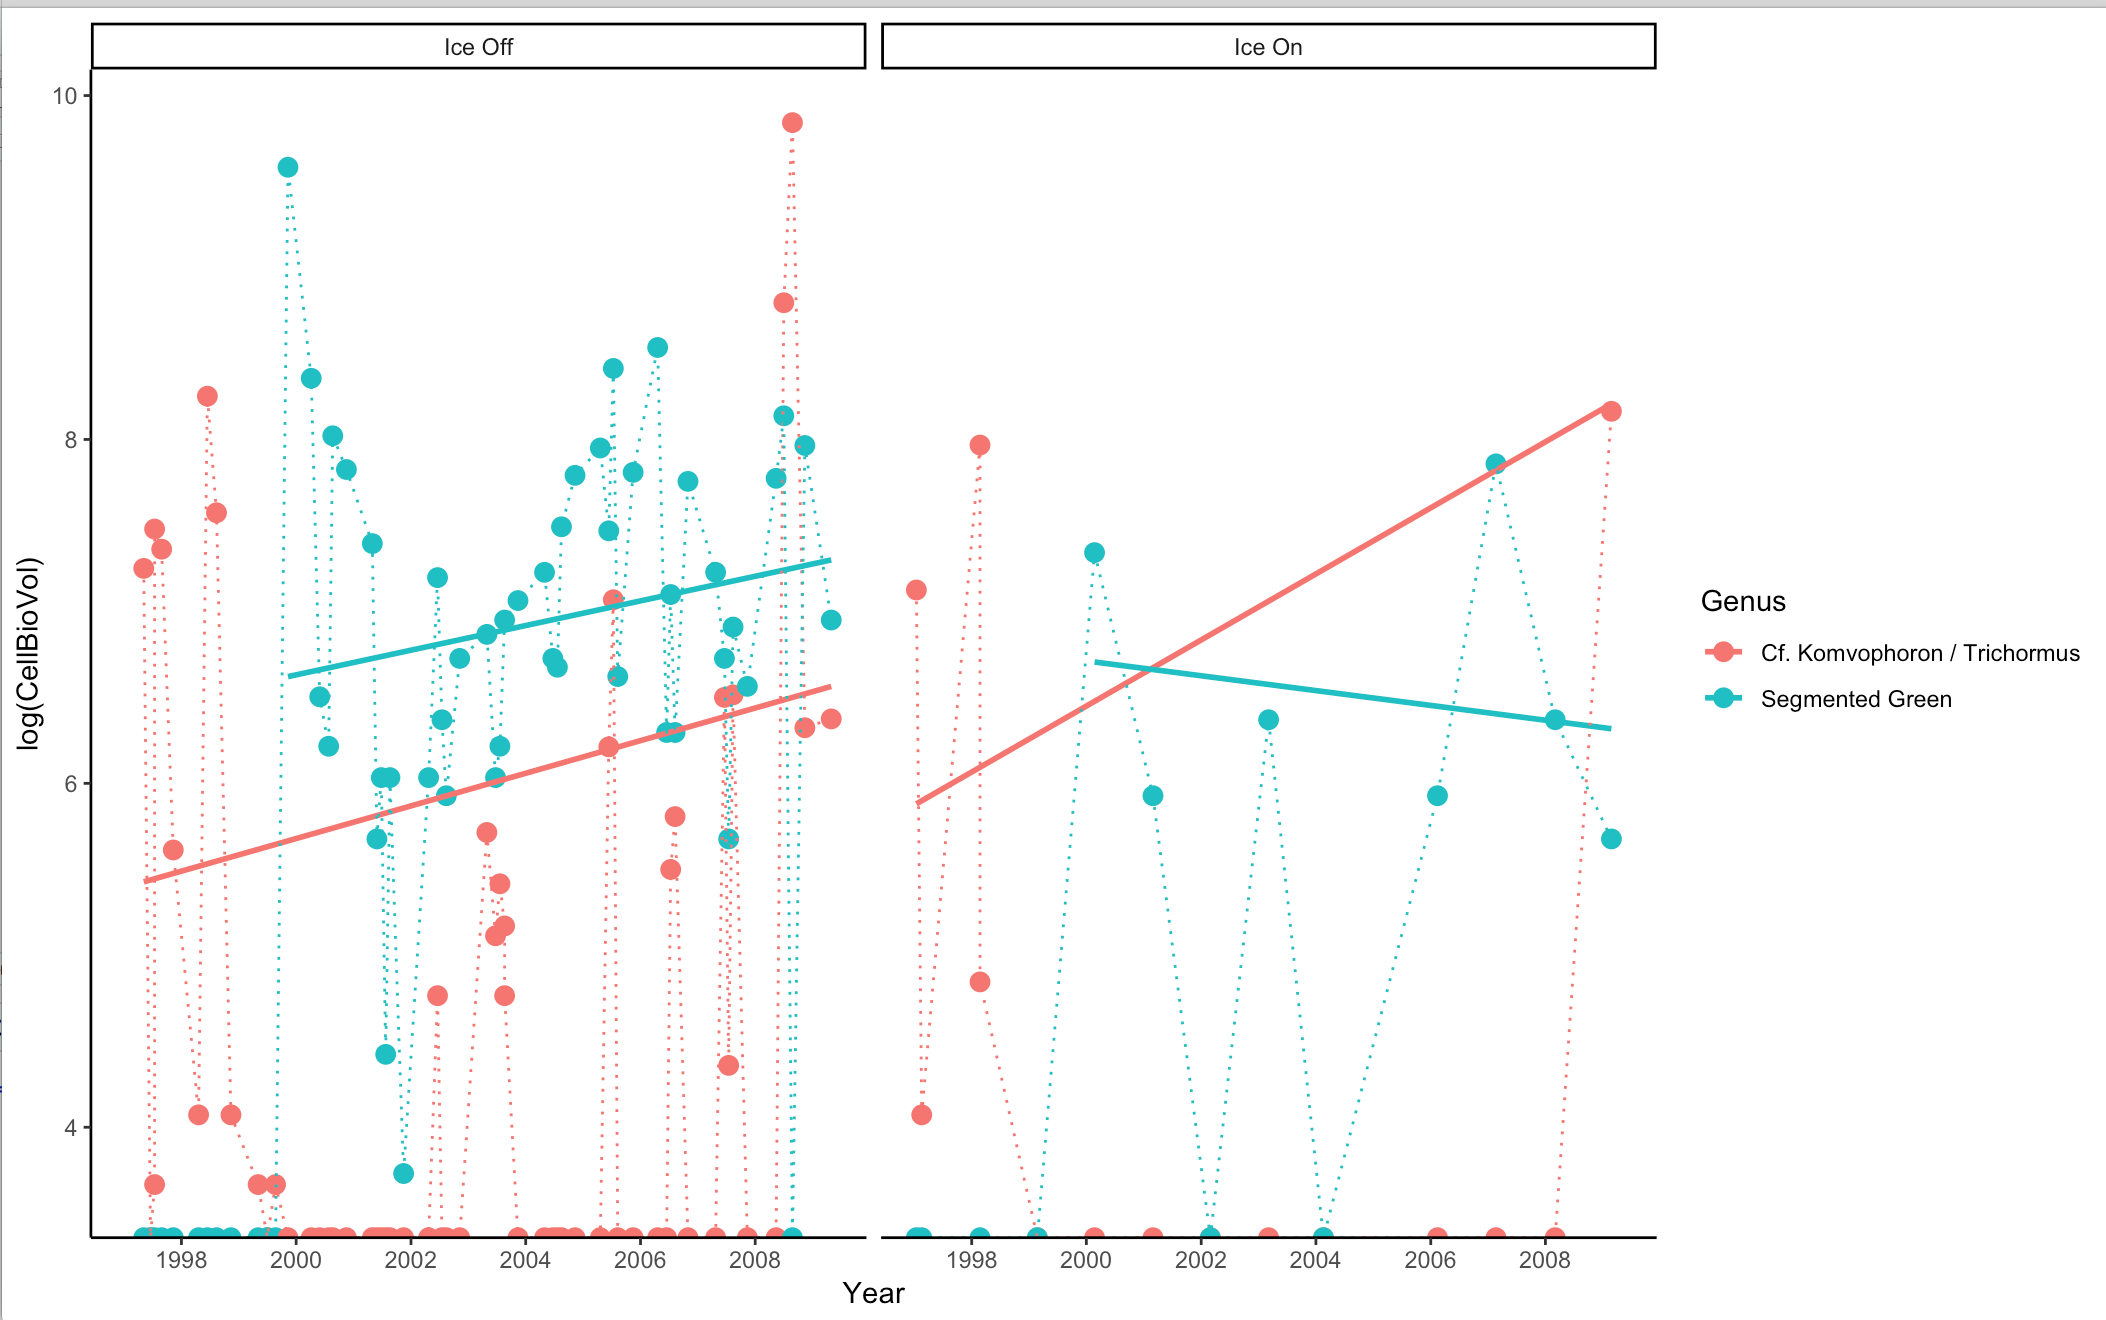 Ice Off
Ice On
10
8
6
4
log(CellBioVol)
1998 2000 2002 2004 2006 2008
1998 2000 2002 2004 2006 2008
Year
Genus
Cf. Komvophoron / Trichormus
Segmented Green